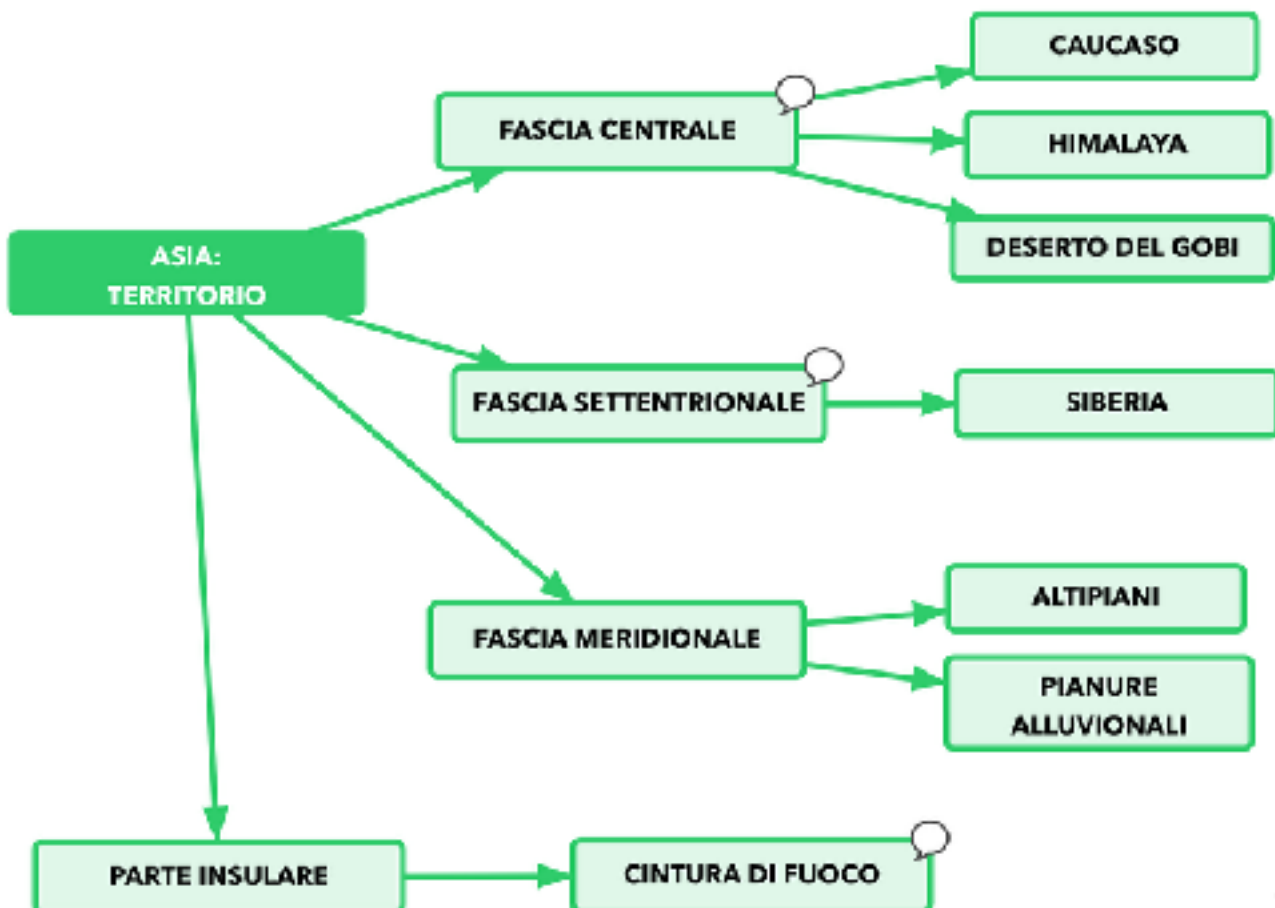 CAUCASO
FASCIA CENTRALE
HIMALAYA
DESERTO DEL GOBI
ASIA:
TERRITORIO
FASCIA SETTENTRIONALE
SIBERIA
FASCIA MERIDIONALE
ALTIPIANI
PIANURE
ALLUVIONALI
PARTE INSULARE
CINTURA DI FUOCO